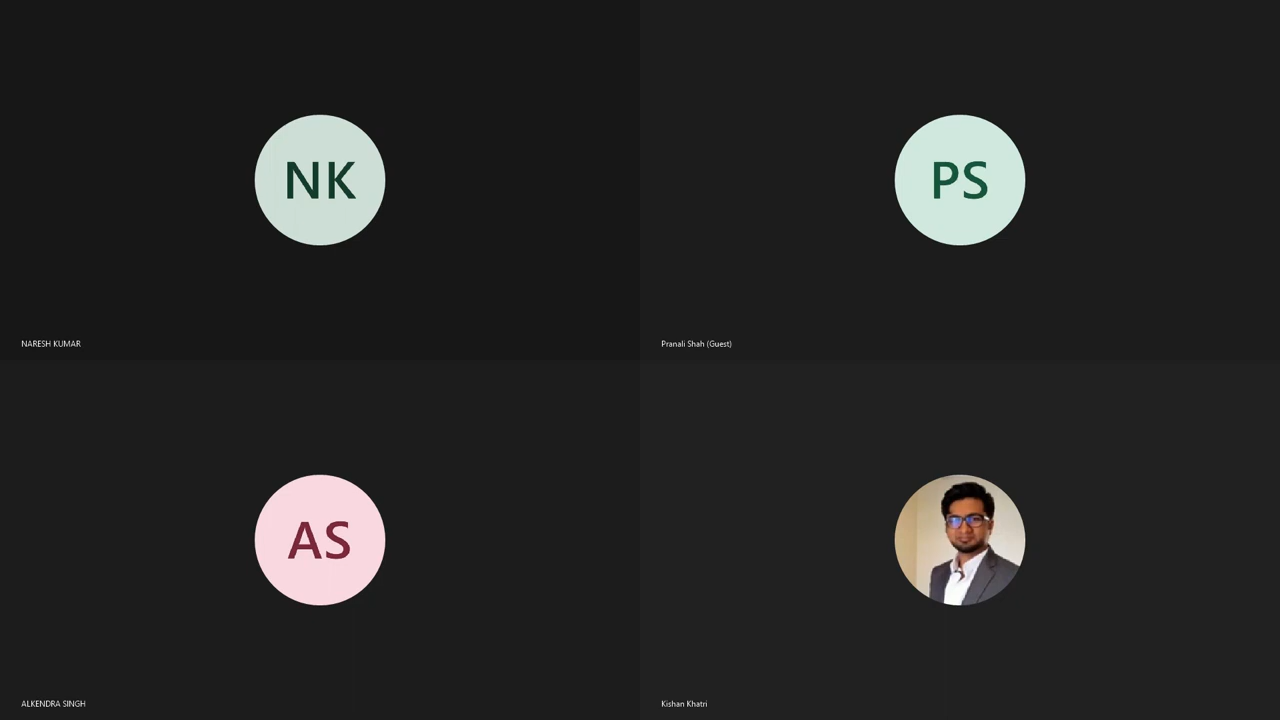 NK
NARESH KUMAR
PS
Pranali Shah (Guest)
AS
ALKENDRA SINGH
Kishan Khatri